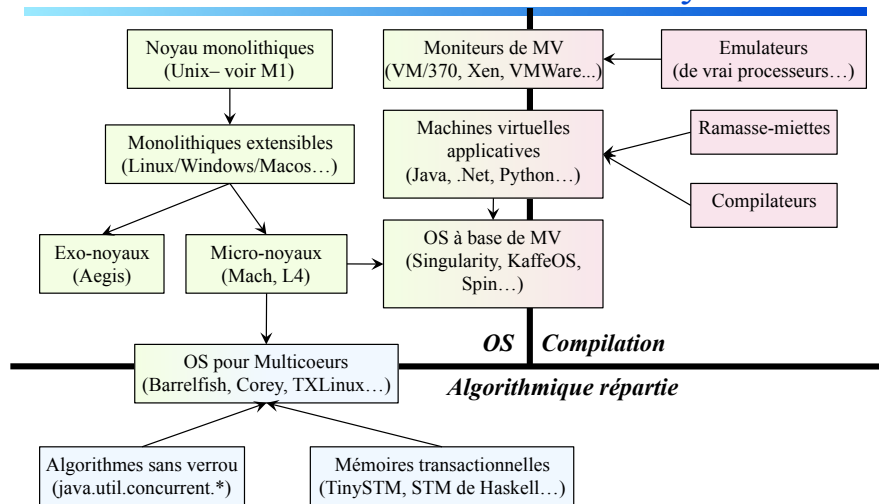 Noyau monolithiques
(Unix– voir M1)
Moniteurs de MV
(VM/370, Xen, VMWare...)
Emulateurs
(de vrai processeurs…)
Monolithiques extensibles
(Linux/Windows/Macos…)
Machines virtuelles
applicatives
(Java, .Net, Python…)
Ramasse-miettes
Compilateurs
Exo-noyaux
(Aegis)
Micro-noyaux
(Mach, L4)
OS à base de MV
(Singularity, KaffeOS,
Spin…)
OS
Compilation
OS pour Multicoeurs
(Barrelfish, Corey, TXLinux…)
Algorithmique répartie
Algorithmes sans verrou
(java.util.concurrent.*)
Mémoires transactionnelles
(TinySTM, STM de Haskell…)